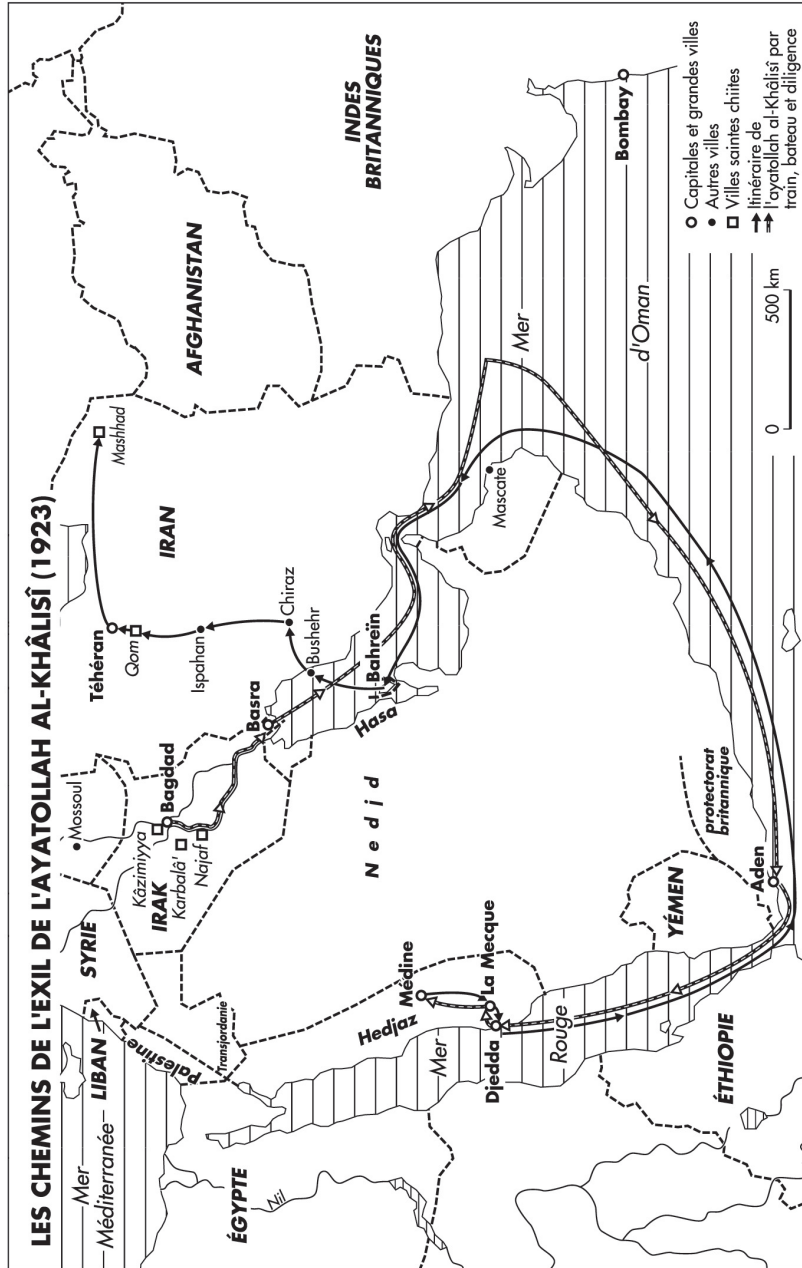 LES CHEMINS DE L'EXIL DE L'AYATOLLAH AL-KHÂLISÎ (1923)
Mer
Méditerranée
LIBAN
SYRIE
Palestine
Transjordanie
ÉGYPTE
Nil
Mossoul
Kâzimiyya
Bagdad
IRAK
Karbalâ'
Najaf
Basra
Téhéran
Qom
Mashhad
IRAN
Ispahan
Chiraz
Bushehr
AFGHANISTAN
INDES
BRITANNIQUES
Bahreïn
Hasa
Nedjd
Hedjaz
Médine
La Mecque
Djedda
Mer
Rouge
Mascate
Mer
d'Oman
Bombay
YÉMEN
protectorat
britannique
Aden
ÉTHIOPIE
Capitales et grandes villes
Autres villes
Villes saintes chiites
Itinéraire de
l'ayatollah al-Khâlisî par
train, bateau et diligence
0 500 km